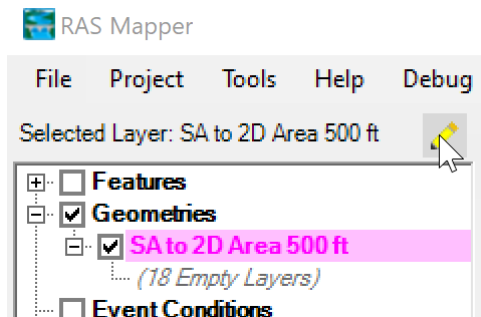 RAS Mapper
File Project Tools Help Debug
Selected Layer: SA to 2D Area 500 ft
Features
Geometries
SA to 2D Area 500 ft
(18 Empty Layers)
Event Conditions